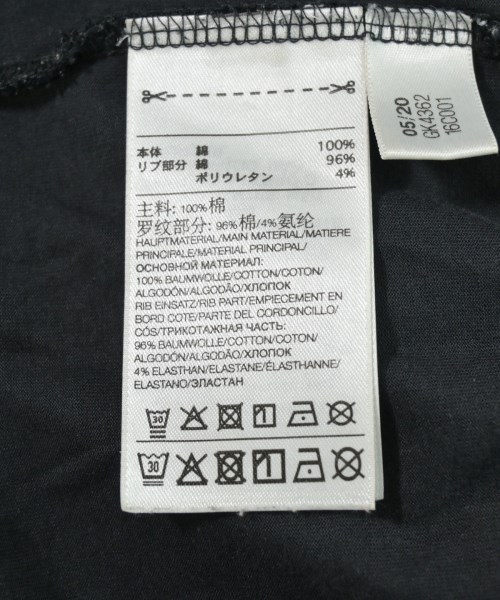 本体 綿 100%
リブ部分 綿 96%
ポリウレタン 4%
主料: 100%棉
罗纹部分: 96%棉/4%氨纶
HAUPTMATERIAL/MAIN MATERIAL/MATIERE
PRINCIPALE/MATERIAL PRINCIPAL/
ОСНОВНОЙ МАТЕРИАЛ:
100% BAUMWOLLE/COTTON/COTON/
ALGODÓN/ALGODÃO/ХЛОПОК
RIB EINSATZ/RIB PART/EMPIECEMENT EN
BORD COTE/PARTE DEL CORDONCILLO/
CÓS/ТРИКОТАЖНАЯ ЧАСТЬ:
96% BAUMWOLLE/COTTON/COTON/
ALGODÓN/ALGODÃO/ХЛОПОК
4% ELASTHAN/ELASTANE/ÉLASTHANNE/
ELASTANO/ЭЛАСТАН
30
30
05/20
GK4362
160001